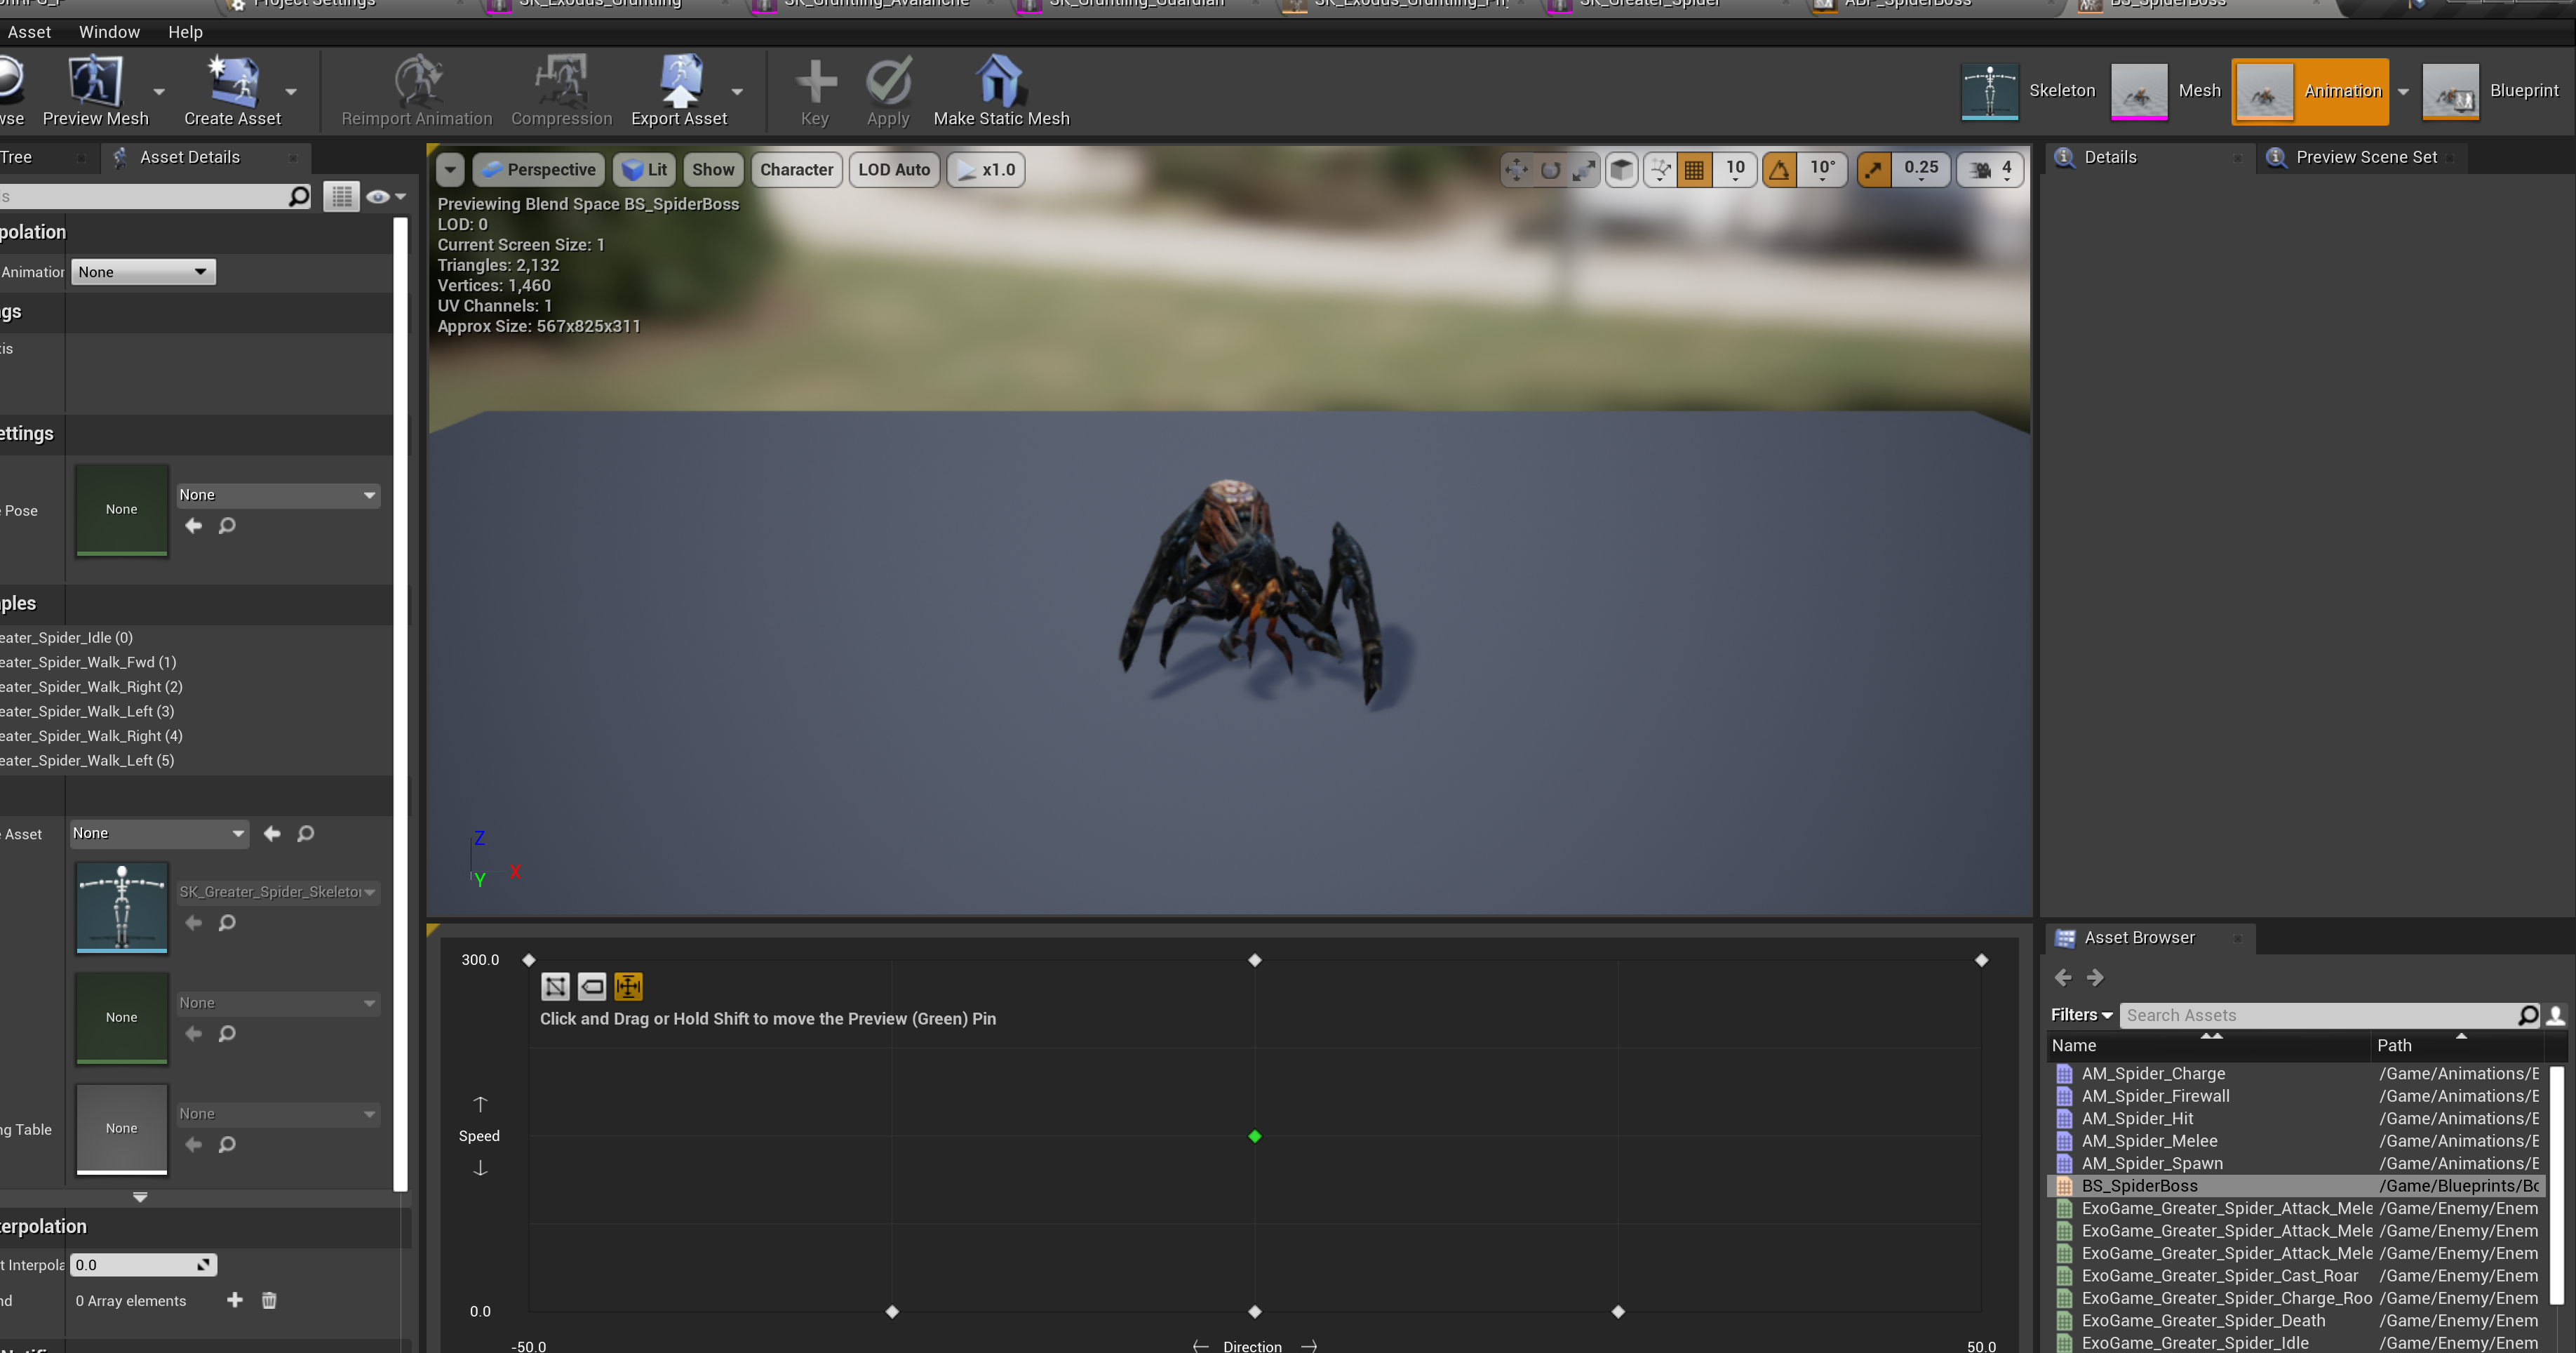 Project Settings
SK_Exodus_Gruntling
SK_Gruntling_Avalanche
SK_Gruntling_Guardian
SK_Greater_Spider
ABP_SpiderBoss
BS_SpiderBoss
Asset Window Help
Preview Mesh
Create Asset
Reimport Animation
Compression
Export Asset
Key
Apply
Make Static Mesh
Skeleton
Mesh
Animation
Blueprint
Tree
Asset Details
Perspective Lit Show Character LOD Auto x1.0
10 10° 0.25 4
Details
Preview Scene Set
Previewing Blend Space BS_SpiderBoss
LOD: 0
Current Screen Size: 1
Triangles: 2,132
Vertices: 1,460
UV Channels: 1
Approx Size: 567x825x311
polation
Animation None
gs
is
ettings
Pose None None
ples
eater_Spider_Idle (0)
eater_Spider_Walk_Fwd (1)
eater_Spider_Walk_Right (2)
eater_Spider_Walk_Left (3)
eater_Spider_Walk_Right (4)
eater_Spider_Walk_Left (5)
Asset None
SK_Greater_Spider_Skeleto
None None
ng Table None None
erpolation
t Interpola 0.0
nd 0 Array elements
Z
X
Y
300.0
Click and Drag or Hold Shift to move the Preview (Green) Pin
Speed
0.0
-50.0 Direction 50.0
Asset Browser
Filters Search Assets
Name Path
AM_Spider_Charge /Game/Animations/E
AM_Spider_Firewall /Game/Animations/E
AM_Spider_Hit /Game/Animations/E
AM_Spider_Melee /Game/Animations/E
AM_Spider_Spawn /Game/Animations/E
BS_SpiderBoss /Game/Blueprints/Bo
ExoGame_Greater_Spider_Attack_Mele /Game/Enemy/Enem
ExoGame_Greater_Spider_Attack_Mele /Game/Enemy/Enem
ExoGame_Greater_Spider_Attack_Mele /Game/Enemy/Enem
ExoGame_Greater_Spider_Cast_Roar /Game/Enemy/Enem
ExoGame_Greater_Spider_Charge_Roo /Game/Enemy/Enem
ExoGame_Greater_Spider_Death /Game/Enemy/Enem
ExoGame_Greater_Spider_Idle /Game/Enemy/Enem